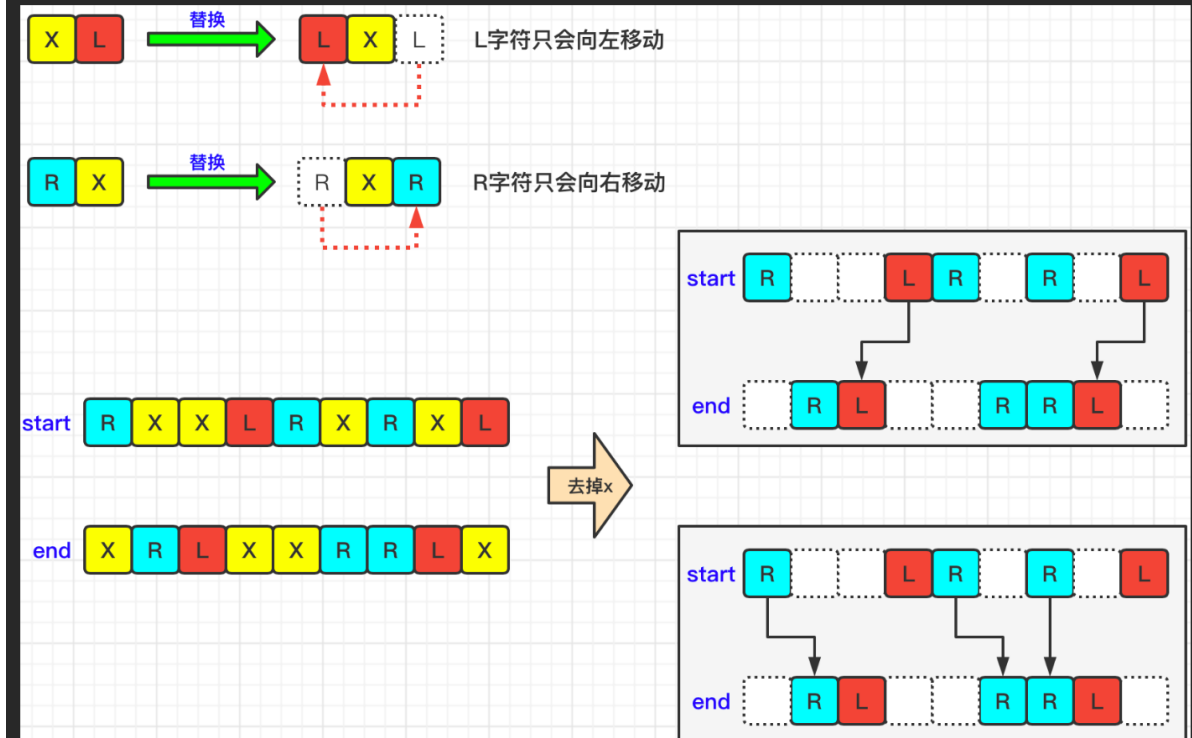 替换
X L L X L L字符只会向左移动
替换
R X R X R R字符只会向右移动
start R X X L R X R X L
end X R L X X R R L X
去掉x
start R L R R L
end R L R R L
start R L R R L
end R L R R L